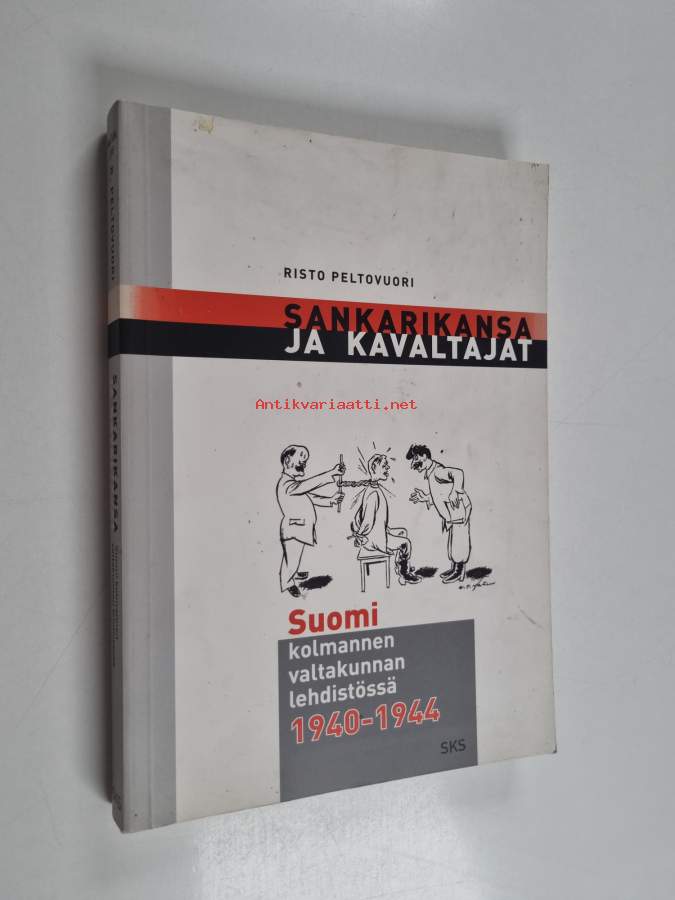 RISTO PELTOVUORI
SANKARIKANSA
JA KAVALTAJAT
Antikvariaatti.net
Suomi
kolmannen
valtakunnan
lehdistössä
1940-1944
SKS
PELTOVUORI
SANKARIKANSA